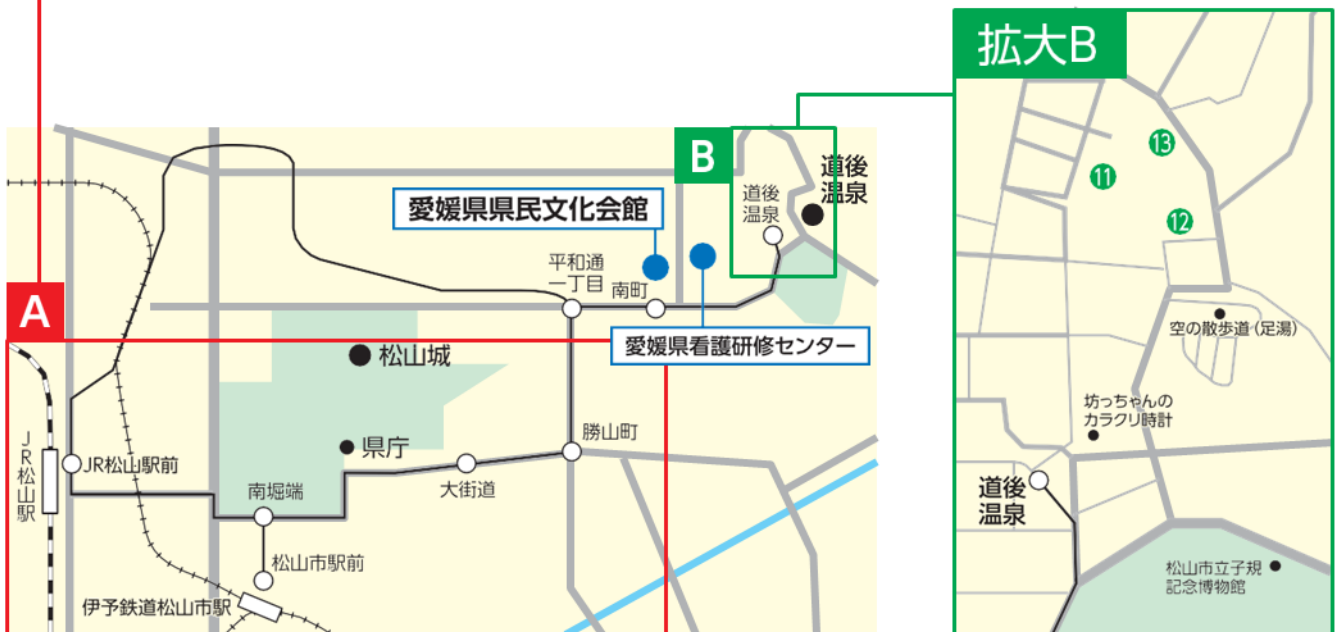 拡大B
B
道後
温泉
道後
温泉
愛媛県県民文化会館
平和通
一丁目
南町
A
愛媛県看護研修センター
松山城
県庁
勝山町
JR松山駅
JR松山駅前
南堀端
大街道
松山市駅前
伊予鉄道松山市駅
13
11
12
空の散歩道(足湯)
坊っちゃんの
カラクリ時計
道後
温泉
松山市立子規
記念博物館